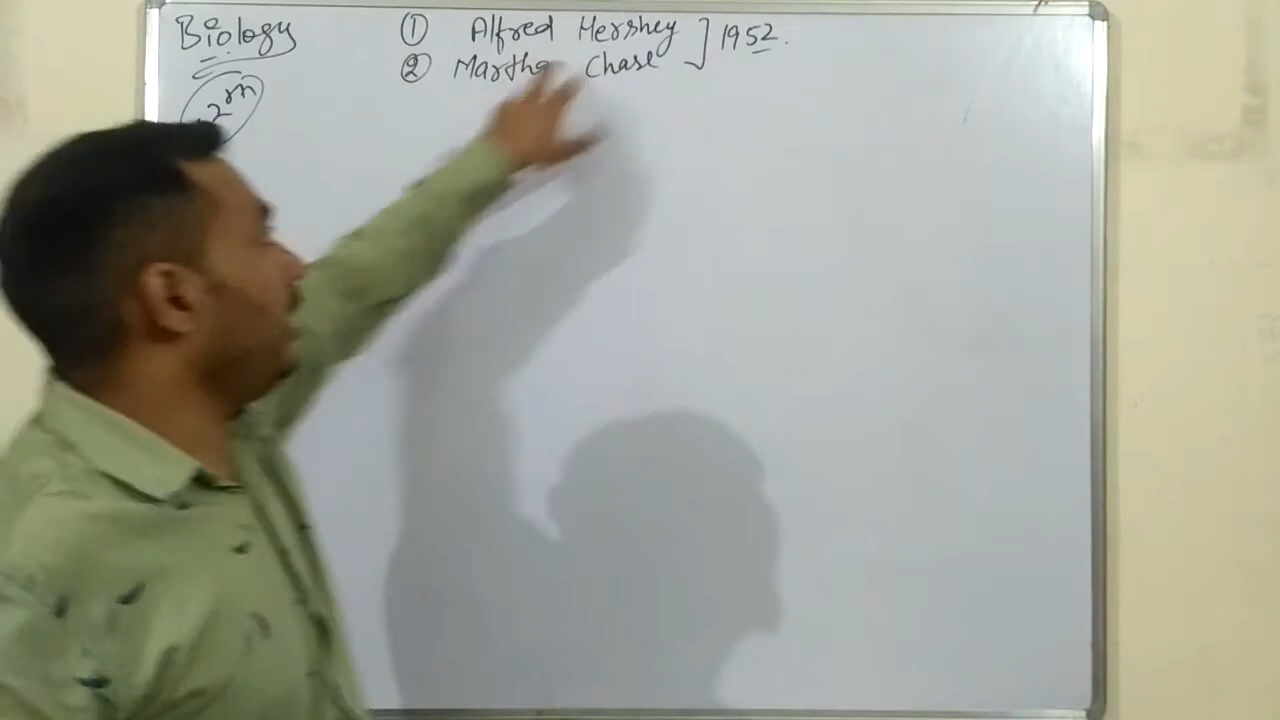 Biology
① Alfred Hershey ] 1952.
② Martha Chase